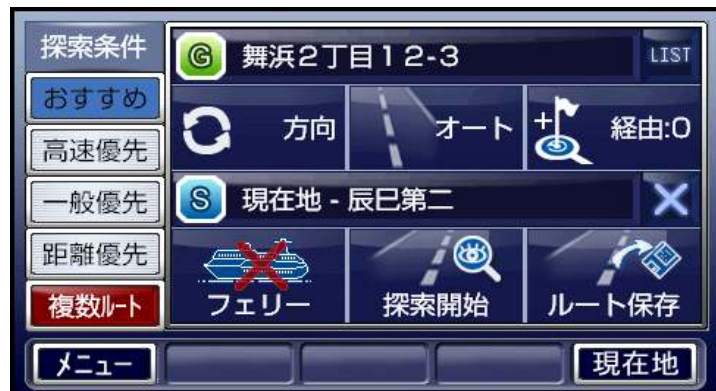 探索条件
G 舞浜2丁目12-3 LIST
おすすめ
高速優先
方向 オート 経由:0
一般優先
S 現在地 - 辰巳第二
距離優先
複数ルート
フェリー 探索開始 ルート保存
メニュー 現在地